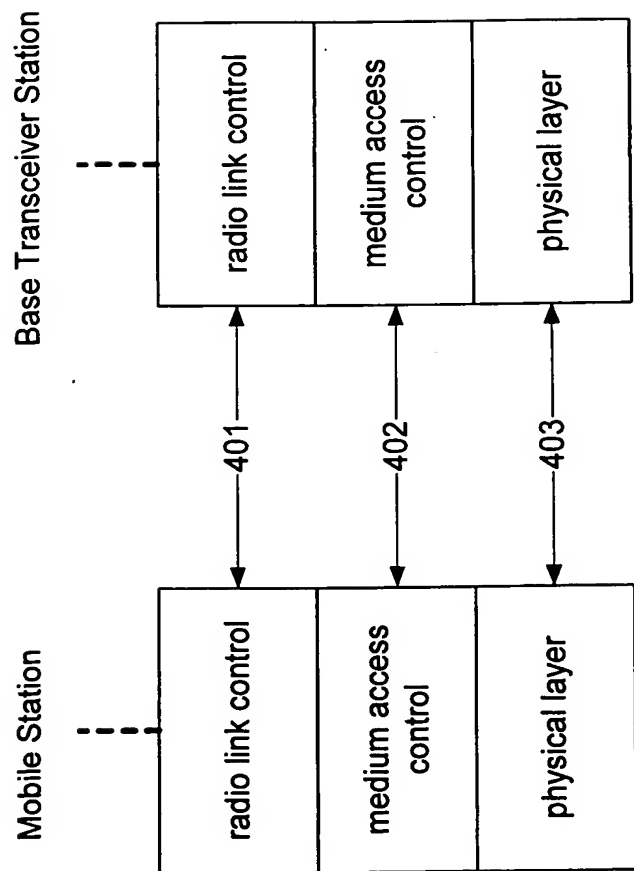 Mobile Station
Base Transceiver Station
radio link control
401
radio link control
medium access
control
402
medium access
control
physical layer
403
physical layer